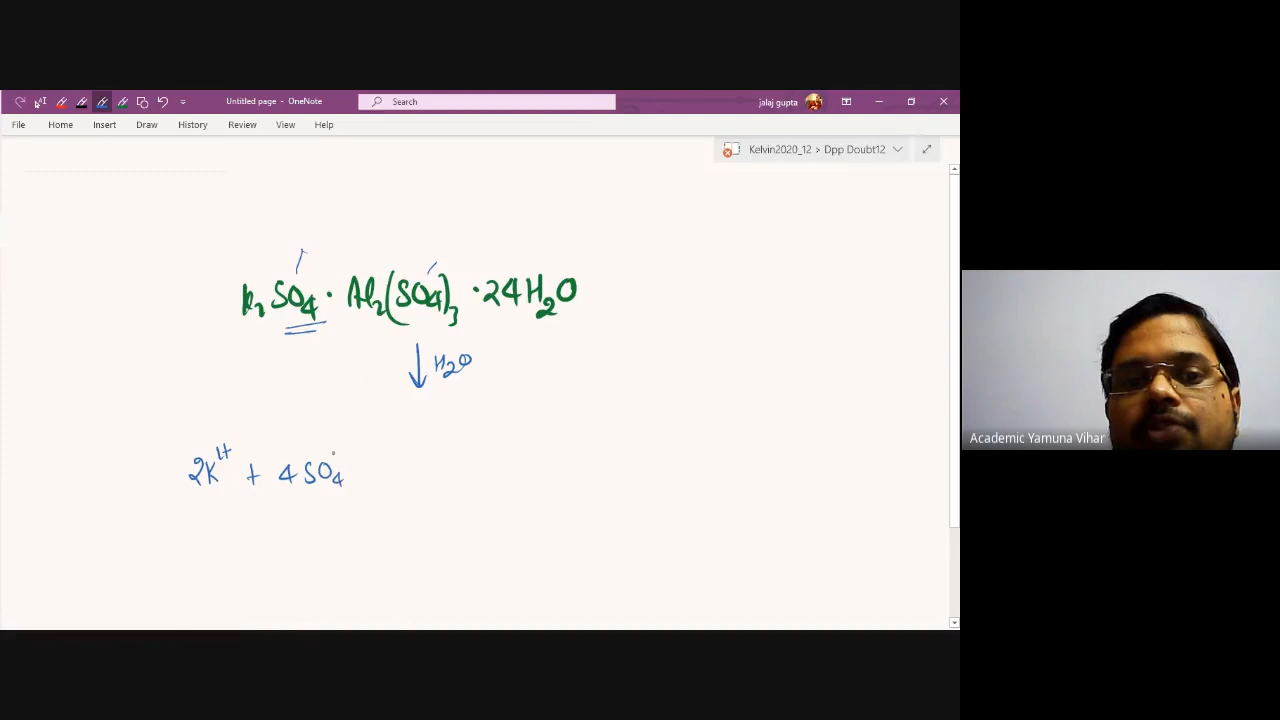 Untitled page - OneNote
Search
jalaj gupta
File Home Insert Draw History Review View Help
Kelvin2020_12 > Dpp Doubt12
K₂SO₄ · Al₂(SO₄)₃ · 24H₂O
↓ H₂O
2K¹⁺ + 4SO₄
Academic Yamuna Vihar